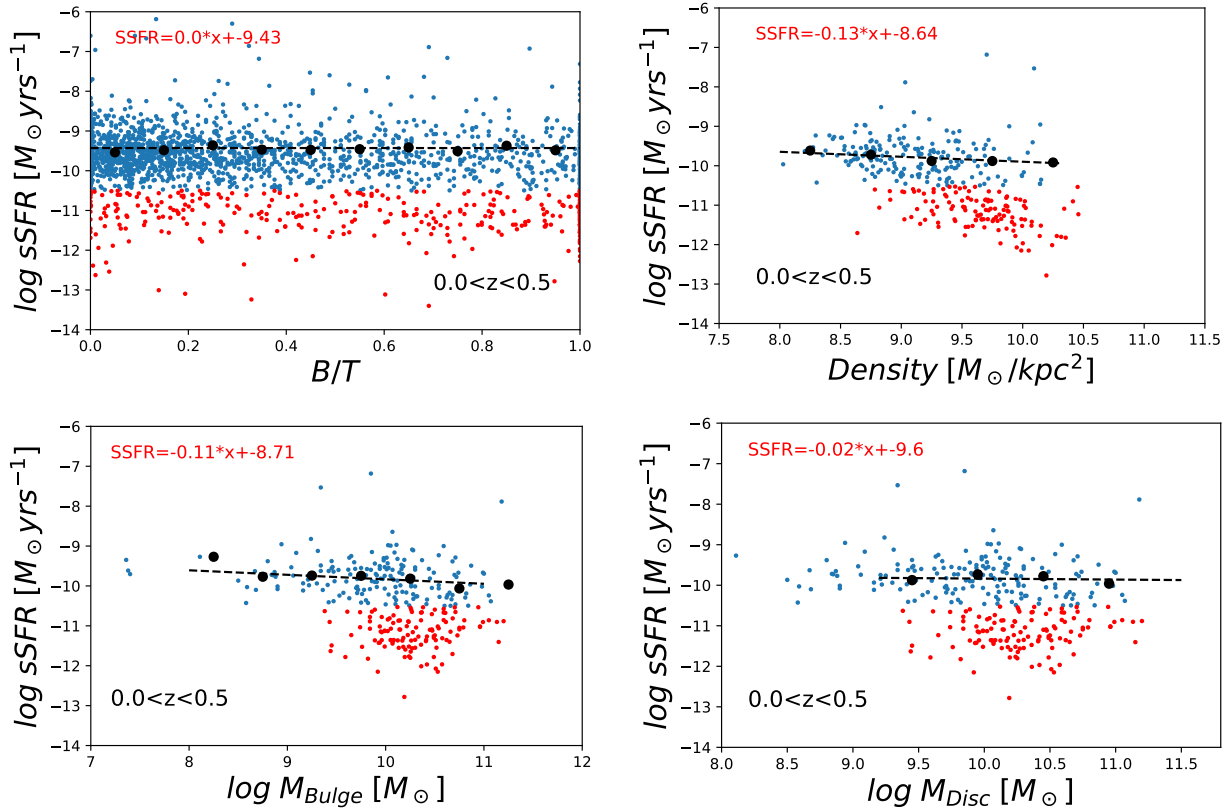 −6
−7
−8
−9
−10
−11
−12
−13
−14
log sSFR [M⊙yrs−1]
SSFR=0.0*x+-9.43
0.0<z<0.5
0.0 0.2 0.4 0.6 0.8 1.0
B/T
−6
−7
−8
−9
−10
−11
−12
−13
−14
log sSFR [M⊙yrs−1]
SSFR=-0.13*x+-8.64
0.0<z<0.5
7.5 8.0 8.5 9.0 9.5 10.0 10.5 11.0 11.5
Density [M⊙/kpc2]
−6
−7
−8
−9
−10
−11
−12
−13
−14
log sSFR [M⊙yrs−1]
SSFR=-0.11*x+-8.71
0.0<z<0.5
7 8 9 10 11 12
log MBulge [M⊙]
−6
−7
−8
−9
−10
−11
−12
−13
−14
log sSFR [M⊙yrs−1]
SSFR=-0.02*x+-9.6
0.0<z<0.5
8.0 8.5 9.0 9.5 10.0 10.5 11.0 11.5
log MDisc [M⊙]